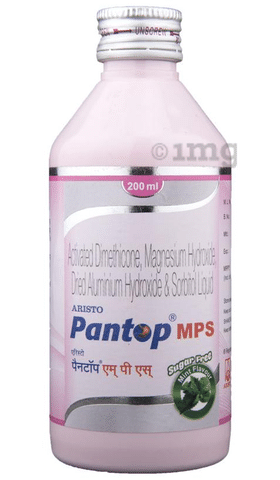 UNSCREW
© 1mg
200 ml
Activated Dimethicone, Magnesium Hydroxide,
Dried Aluminium Hydroxide & Sorbitol Liquid
ARISTO
Pantop® MPS
एरिस्टो
पैनटॉप® एम् पी एस्
Sugar Free
Mint Flavour